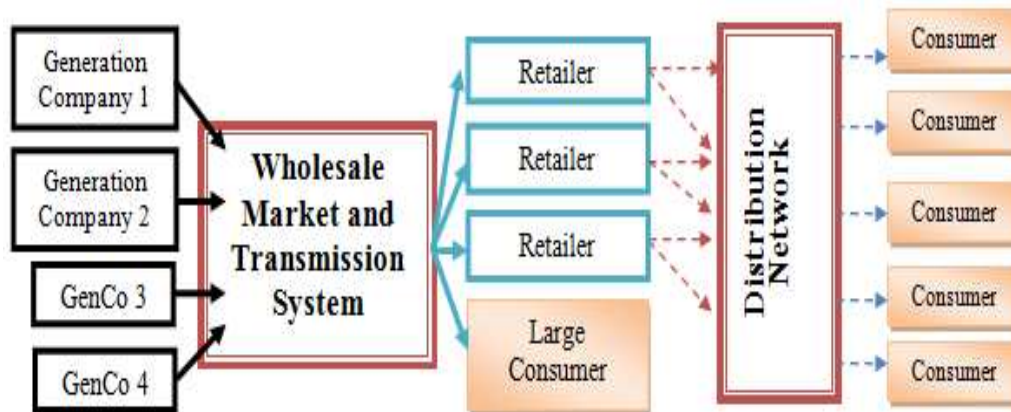 Generation
Company 1
Generation
Company 2
GenCo 3
GenCo 4
Wholesale
Market and
Transmission
System
Retailer
Retailer
Retailer
Large
Consumer
Distribution
Network
Consumer
Consumer
Consumer
Consumer
Consumer